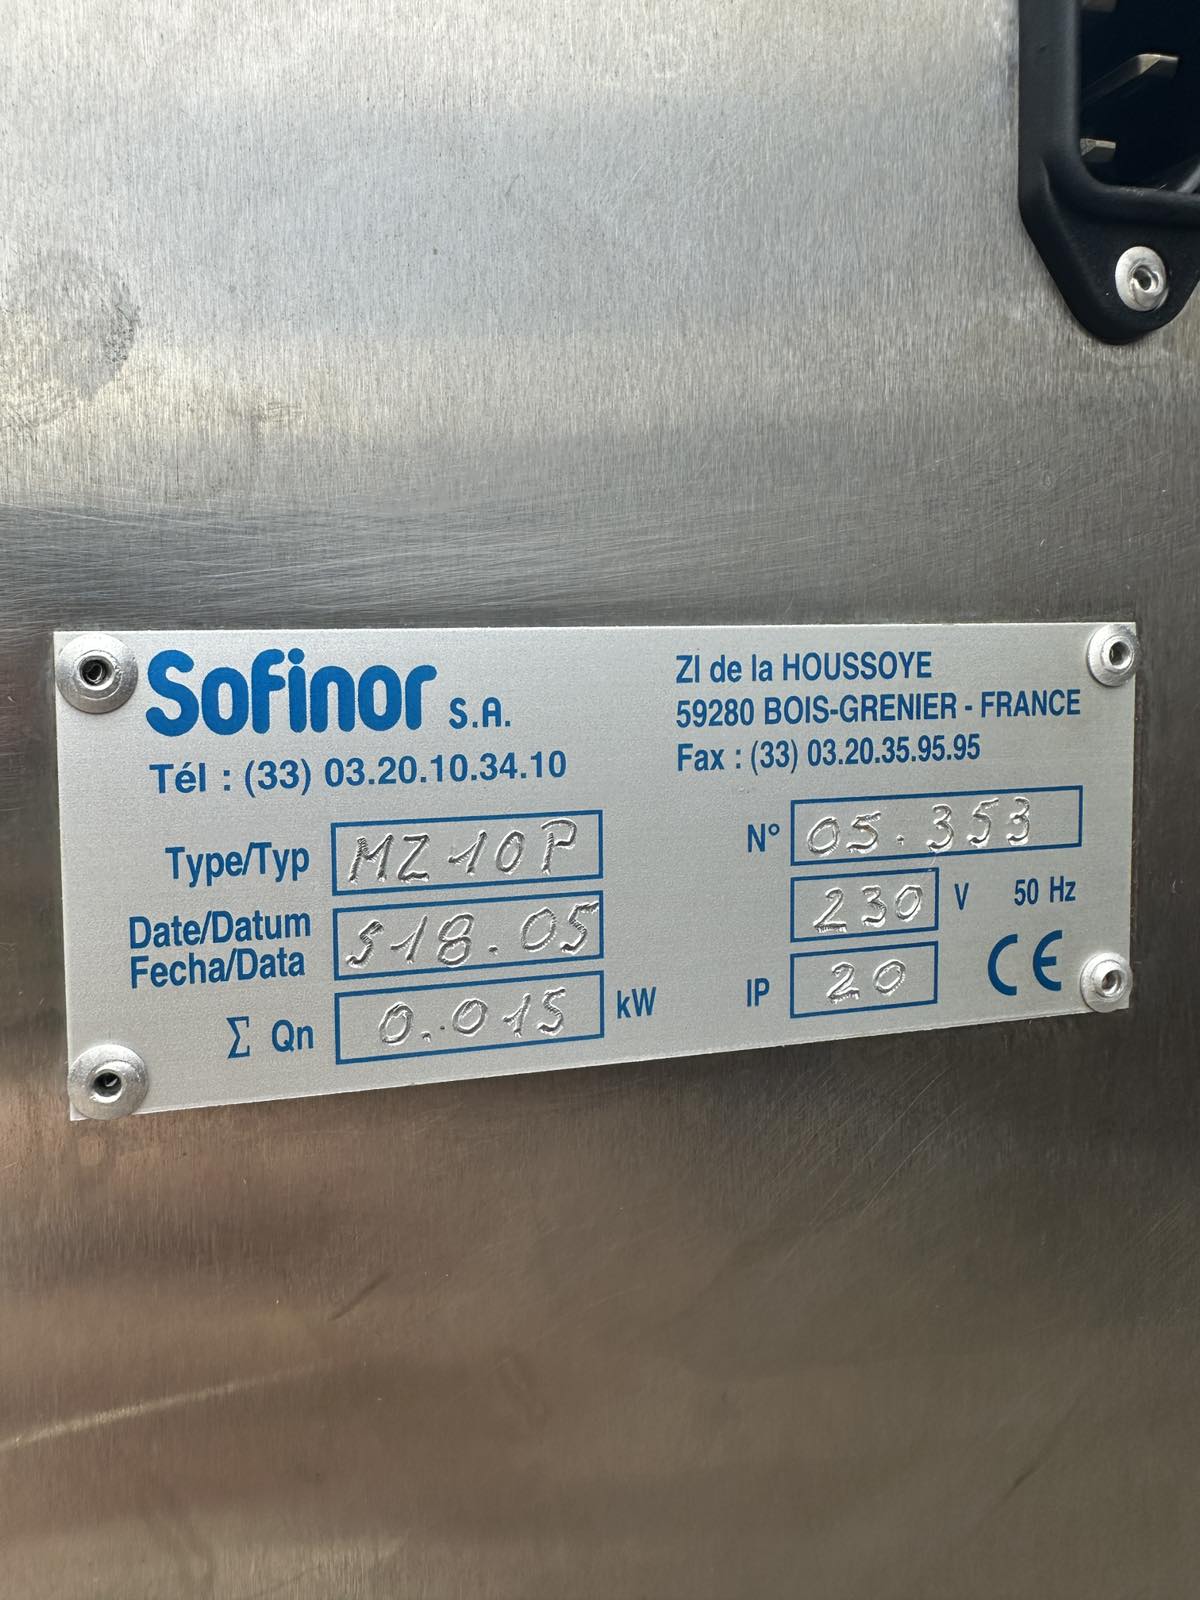 Sofinor S.A.
Tél : (33) 03.20.10.34.10
ZI de la HOUSSOYE
59280 BOIS-GRENIER - FRANCE
Fax : (33) 03.20.35.95.95
Type/Typ MZ10P
N° 05.353
Date/Datum
Fecha/Data S18.05
230 V 50 Hz
Σ Qn 0.015 kW
IP 20 CE